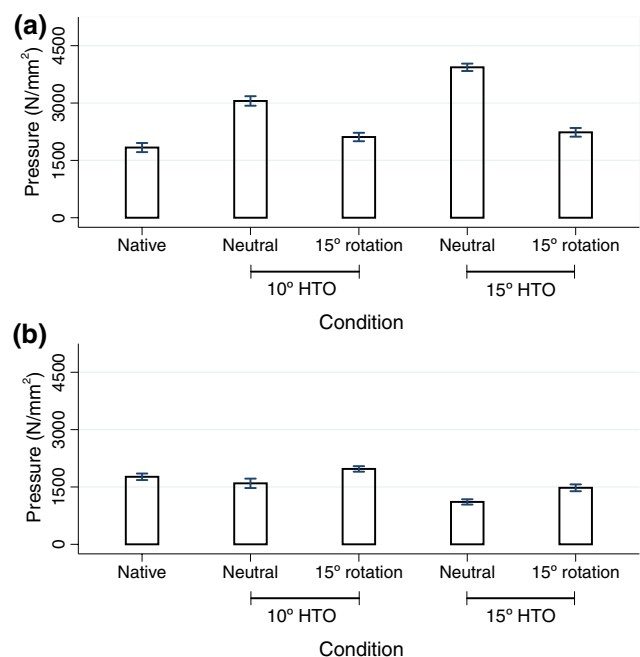 (a)
Pressure (N/mm²)
4500
3000
1500
0
Native Neutral 15º rotation Neutral 15º rotation
10º HTO 15º HTO
Condition
(b)
Pressure (N/mm²)
4500
3000
1500
0
Native Neutral 15º rotation Neutral 15º rotation
10º HTO 15º HTO
Condition